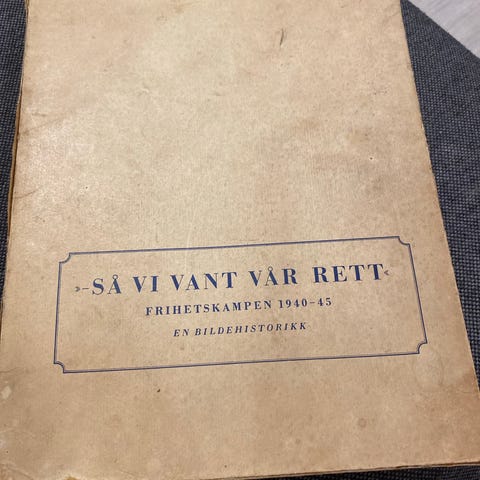 »–SÅ VI VANT VÅR RETT«
FRIHETSKAMPEN 1940–45
EN BILDEHISTORIKK